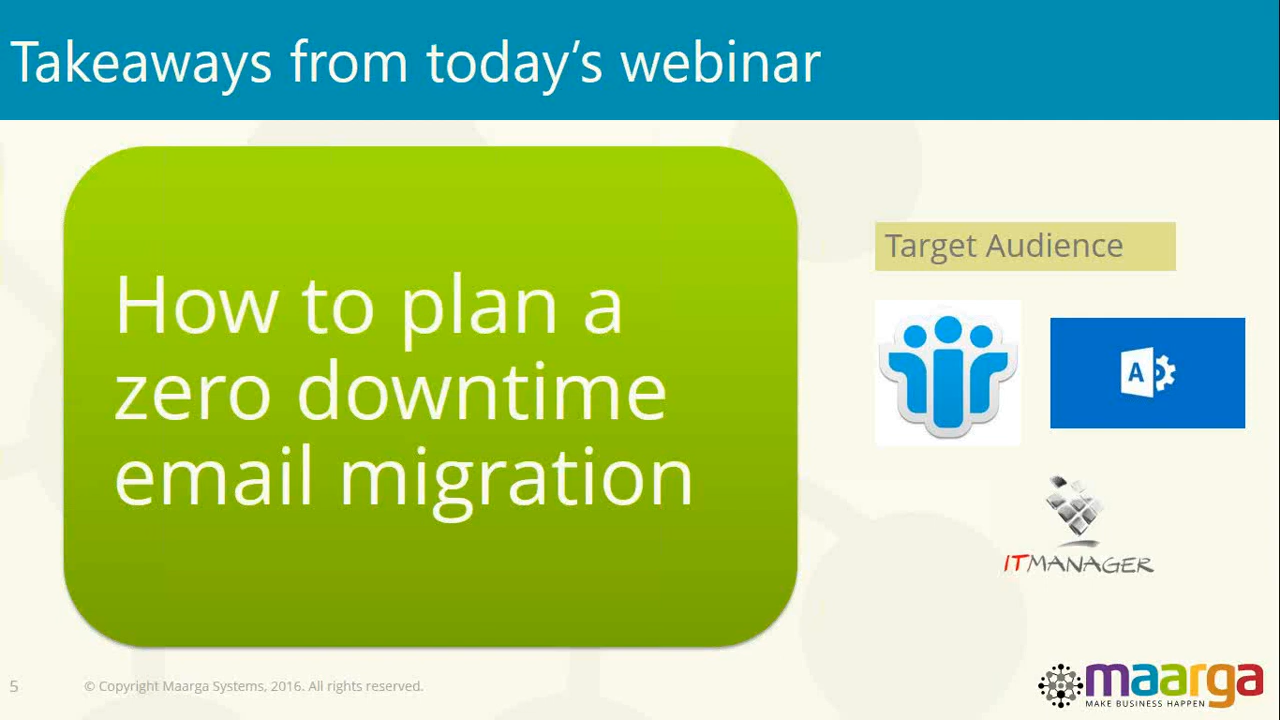 Takeaways from today’s webinar
How to plan a
zero downtime
email migration
Target Audience
A
ITMANAGER
5
© Copyright Maarga Systems, 2016. All rights reserved.
maarga
MAKE BUSINESS HAPPEN